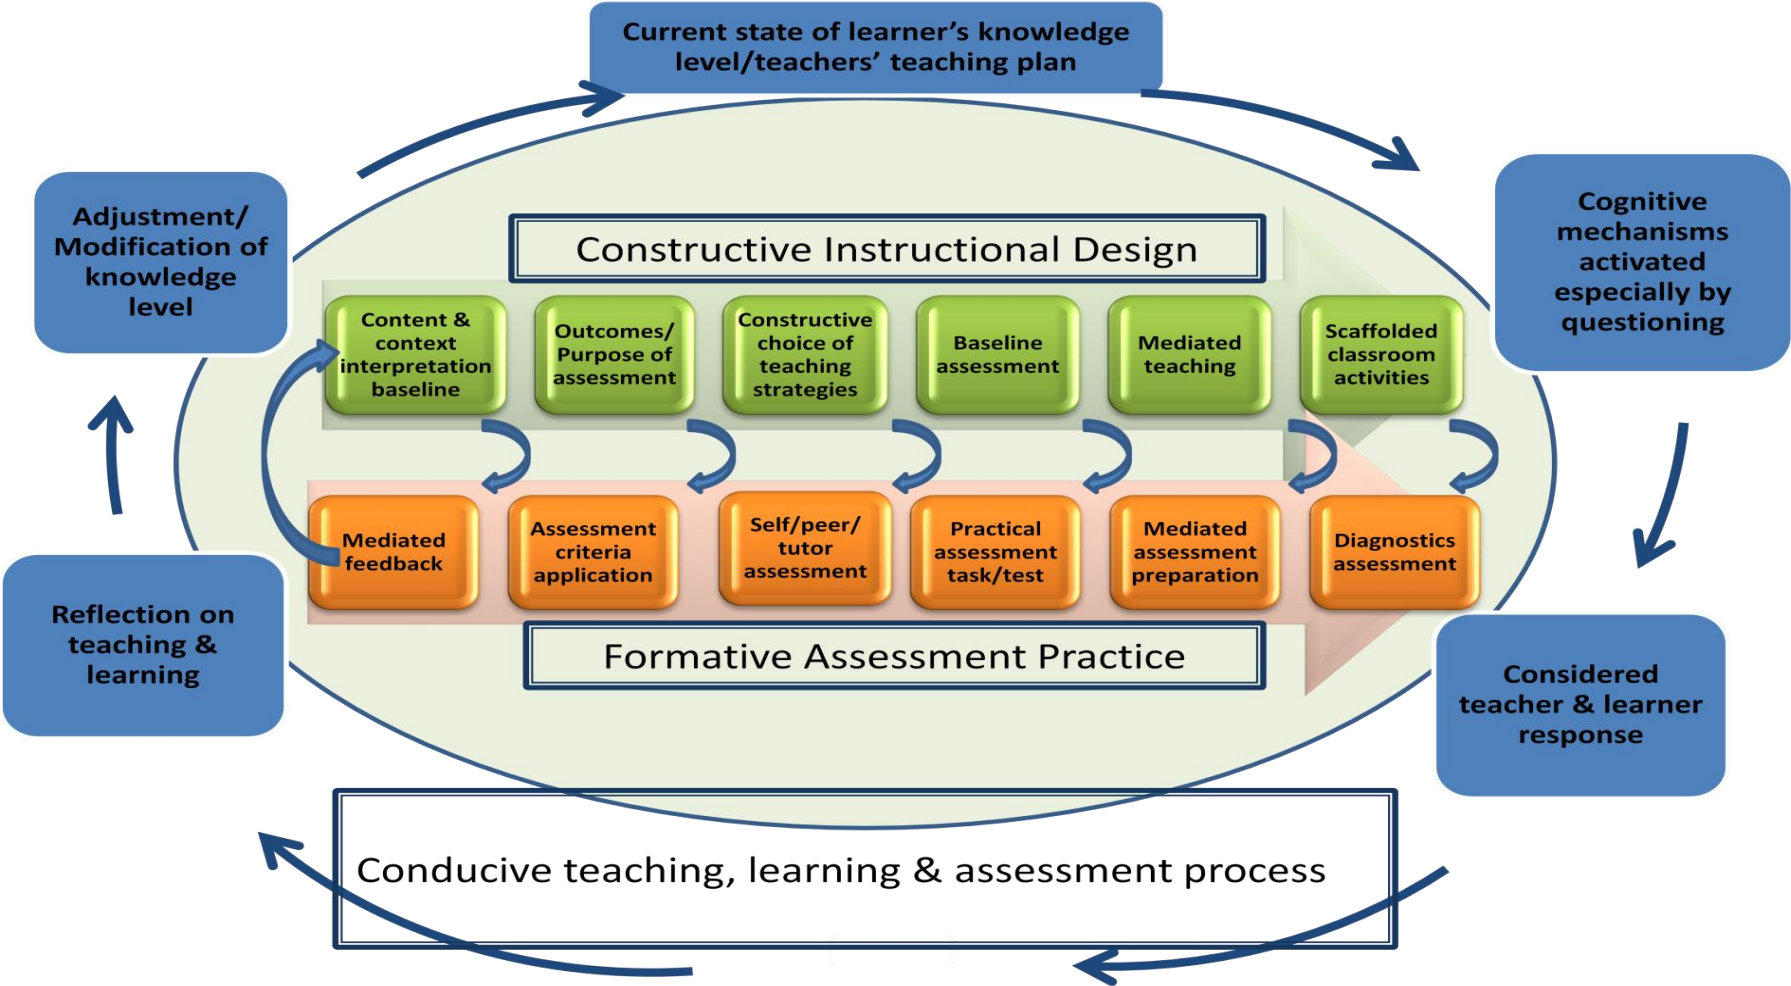 Current state of learner’s knowledge
level/teachers’ teaching plan
Adjustment/
Modification of
knowledge
level
Cognitive
mechanisms
activated
especially by
questioning
Constructive Instructional Design
Content &
context
interpretation
baseline
Outcomes/
Purpose of
assessment
Constructive
choice of
teaching
strategies
Baseline
assessment
Mediated
teaching
Scaffolded
classroom
activities
Mediated
feedback
Assessment
criteria
application
Self/peer/
tutor
assessment
Practical
assessment
task/test
Mediated
assessment
preparation
Diagnostics
assessment
Formative Assessment Practice
Reflection on
teaching &
learning
Considered
teacher & learner
response
Conducive teaching, learning & assessment process